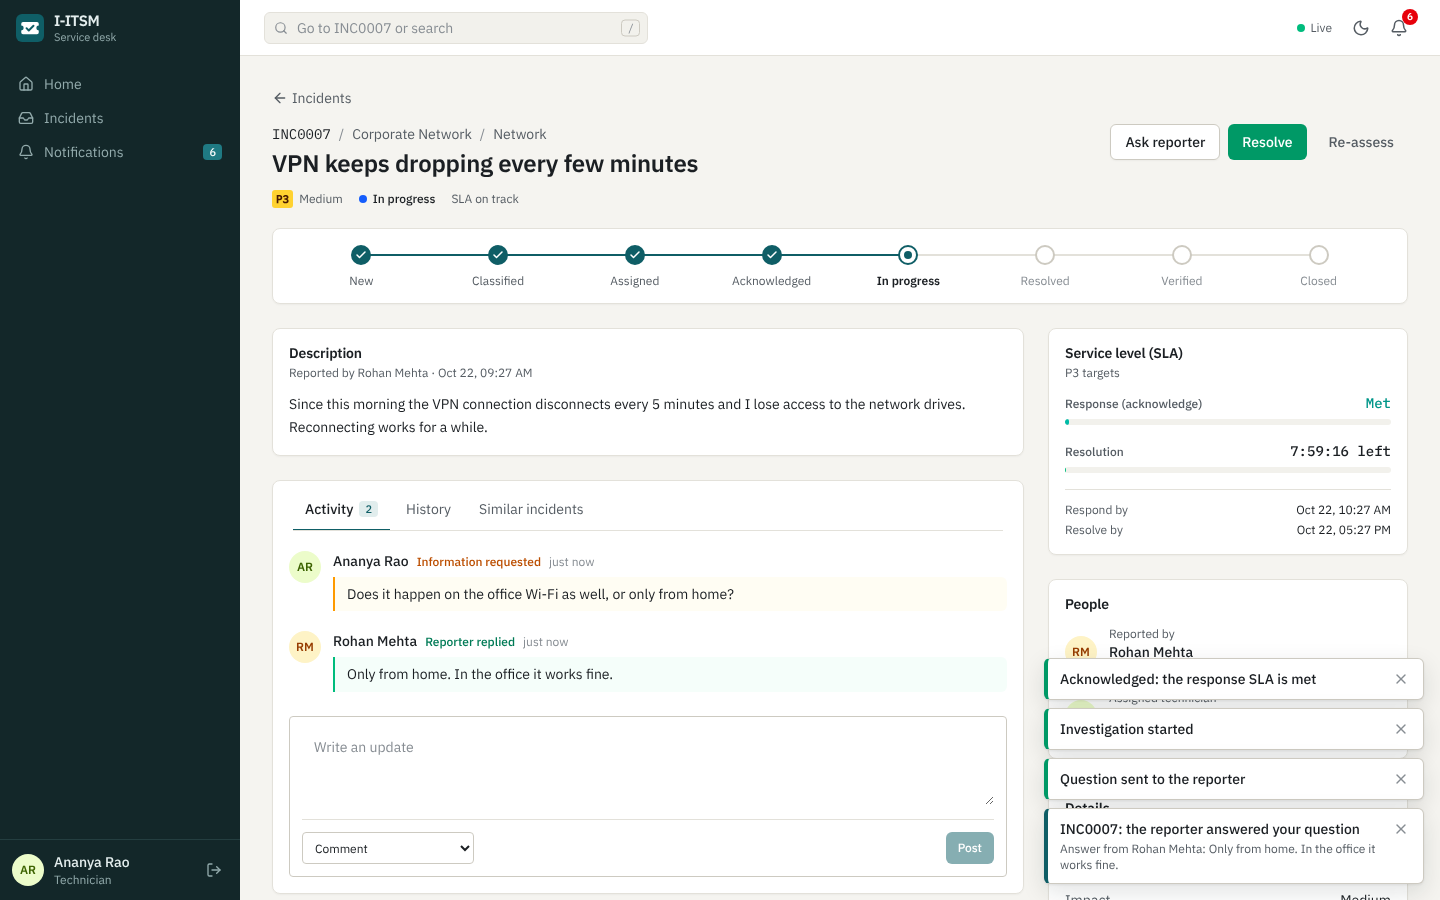 I-ITSM
Service desk
Home
Incidents
Notifications
6
Ananya Rao
AR
Technician
Go to INC0007 or search
/
Live
6
Incidents
INC0007 / Corporate Network / Network
VPN keeps dropping every few minutes
P3 Medium In progress SLA on track
Ask reporter
Resolve
Re-assess
New
Classified
Assigned
Acknowledged
In progress
Resolved
Verified
Closed
Description
Reported by Rohan Mehta · Oct 22, 09:27 AM
Since this morning the VPN connection disconnects every 5 minutes and I lose access to the network drives.
Reconnecting works for a while.
Activity 2
History
Similar incidents
AR
Ananya Rao Information requested just now
Does it happen on the office Wi-Fi as well, or only from home?
RM
Rohan Mehta Reporter replied just now
Only from home. In the office it works fine.
Write an update
Comment
Post
Service level (SLA)
P3 targets
Response (acknowledge) Met
Resolution 7:59:16 left
Respond by Oct 22, 10:27 AM
Resolve by Oct 22, 05:27 PM
People
Reported by
RM
Rohan Mehta
Assigned technician
Acknowledged: the response SLA is met
Investigation started
Question sent to the reporter
Details
INC0007: the reporter answered your question
Answer from Rohan Mehta: Only from home. In the office it
works fine.
Impact Medium